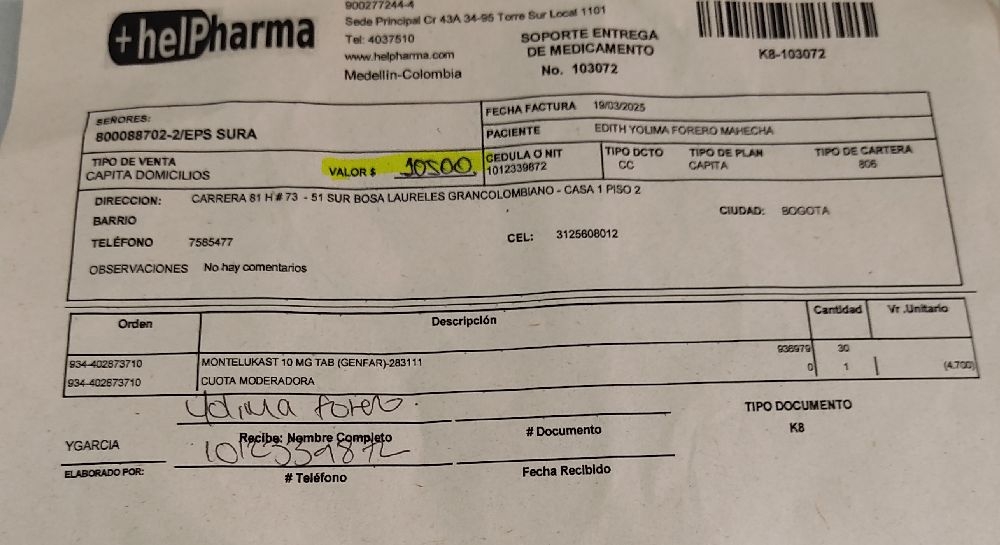 900277244-4
+helPharma
Sede Principal Cr 43A 34-95 Torre Sur Local 1101
Tel: 4037510
www.helpharma.com
Medellin-Colombia
SOPORTE ENTREGA
DE MEDICAMENTO
No. 103072
K8-103072
SEÑORES:
800088702-2/EPS SURA
FECHA FACTURA 19/03/2025
PACIENTE EDITH YOLIMA FORERO MAHECHA
TIPO DE VENTA
CAPITA DOMICILIOS
VALOR $ 10500
CEDULA O NIT
1012339872
TIPO DCTO
CC
TIPO DE PLAN
CAPITA
TIPO DE CARTERA
806
DIRECCION: CARRERA 81 H # 73 - 51 SUR BOSA LAURELES GRANCOLOMBIANO - CASA 1 PISO 2
BARRIO
CIUDAD: BOGOTA
TELÉFONO 7585477
CEL: 3125608012
OBSERVACIONES No hay comentarios
Orden Descripción Cantidad Vr .Unitario
934-402873710 MONTELUKAST 10 MG TAB (GENFAR)-283111 936979 30
934-402873710 CUOTA MODERADORA 0 1 (4.700)
Yolima forero
Recibe: Nombre Completo
# Documento
TIPO DOCUMENTO
K8
YGARCIA
1012339872
ELABORADO POR:
# Teléfono
Fecha Recibido